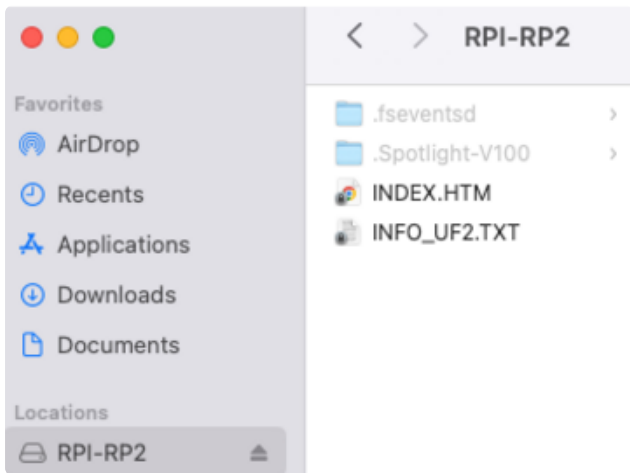 RPI-RP2
Favorites
AirDrop
Recents
Applications
Downloads
Documents
Locations
RPI-RP2
.fseventsd
.Spotlight-V100
INDEX.HTM
INFO_UF2.TXT